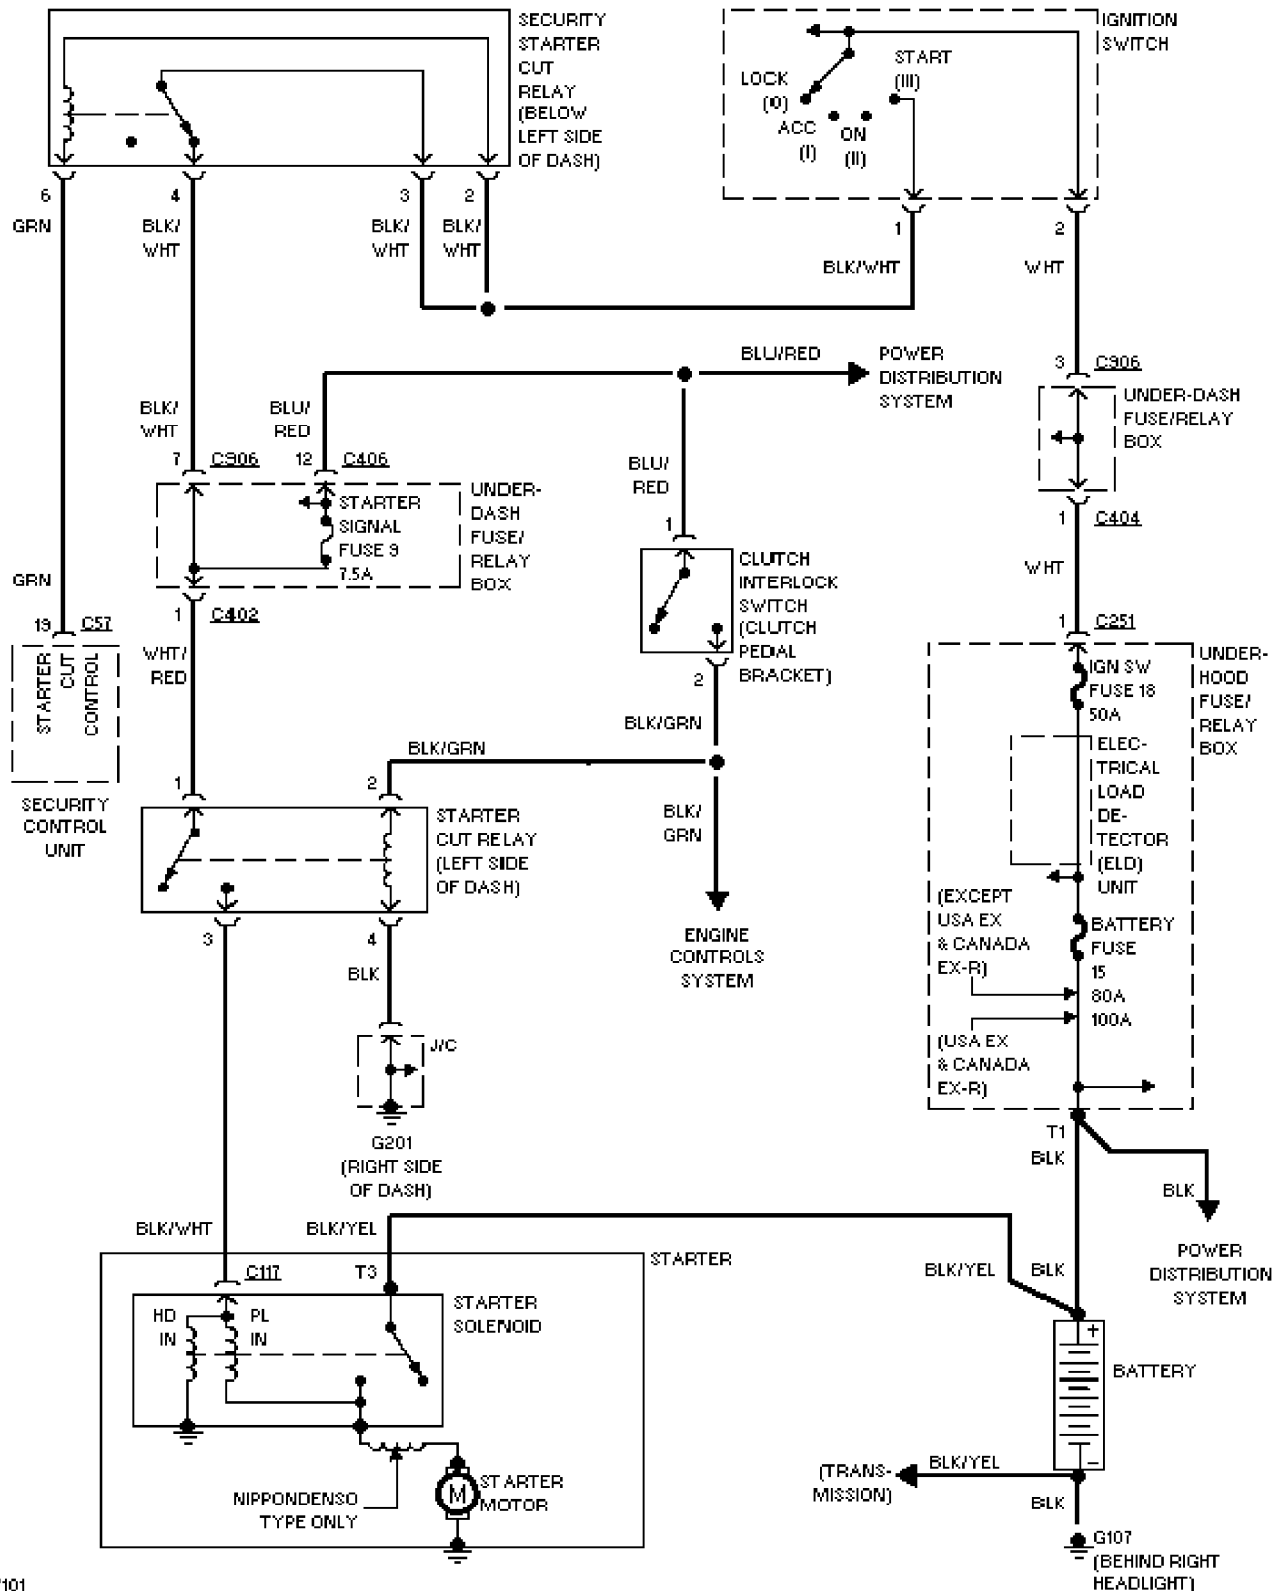 SECURITY
STARTER
CUT
RELAY
(BELOW
LEFT SIDE
OF DASH)
IGNITION
SWITCH
START
(III)
LOCK
(0)
ACC
(I)
ON
(II)
6
4
3
2
GRN
BLK/
WHT
BLK/
WHT
BLK/
WHT
1
2
BLK/WHT
WHT
BLU/RED
POWER
DISTRIBUTION
SYSTEM
3
C906
UNDER-DASH
FUSE/RELAY
BOX
BLK/
WHT
BLU/
RED
7
C906
12
C406
BLU/
RED
STARTER
SIGNAL
FUSE 9
7.5A
UNDER-
DASH
FUSE/
RELAY
BOX
1
C404
WHT
1
CLUTCH
INTERLOCK
SWITCH
(CLUTCH
PEDAL
BRACKET)
2
GRN
19
C57
STARTER
CUT
CONTROL
SECURITY
CONTROL
UNIT
1
C402
WHT/
RED
1
C251
IGN SW
FUSE 18
50A
UNDER-
HOOD
FUSE/
RELAY
BOX
BLK/GRN
BLK/GRN
1
2
STARTER
CUT RELAY
(LEFT SIDE
OF DASH)
BLK/
GRN
ELEC-
TRICAL
LOAD
DE-
TECTOR
(ELD)
UNIT
(EXCEPT
USA EX
& CANADA
EX-R)
BATTERY
FUSE
15
80A
100A
(USA EX
& CANADA
EX-R)
ENGINE
CONTROLS
SYSTEM
3
4
BLK
J/C
G201
(RIGHT SIDE
OF DASH)
T1
BLK
BLK
POWER
DISTRIBUTION
SYSTEM
BLK/WHT
BLK/YEL
STARTER
C117
T3
BLK/YEL
BLK
HD
IN
PL
IN
STARTER
SOLENOID
+
BATTERY
-
NIPPONDENSO
TYPE ONLY
M
STARTER
MOTOR
(TRANS-
MISSION)
BLK/YEL
BLK
G107
(BEHIND RIGHT
HEADLIGHT)